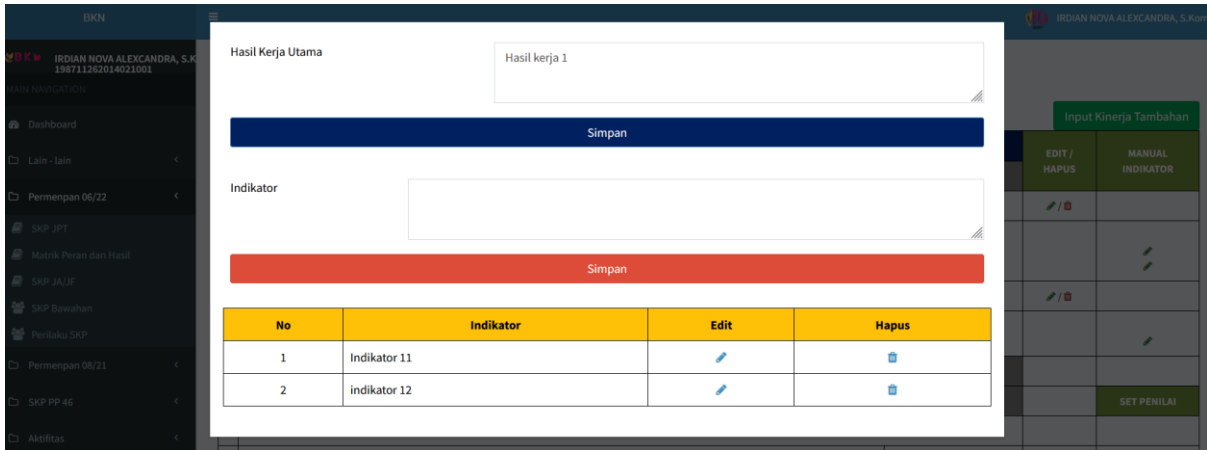 BKN
IRDIAN NOVA ALEXCANDRA, S.Kom
IRDIAN NOVA ALEXCANDRA, S.K
198711262014021001
MAIN NAVIGATION
Dashboard
Lain - lain
Permenpan 06/22
SKP JPT
Matrik Peran dan Hasil
SKP JA/JF
SKP Bawahan
Perilaku SKP
Permenpan 08/21
SKP PP 46
Aktifitas
Hasil Kerja Utama
Hasil kerja 1
Simpan
Indikator
Simpan
No Indikator Edit Hapus
1 Indikator 11
2 indikator 12
Input Kinerja Tambahan
EDIT /
HAPUS
MANUAL
INDIKATOR
/
/
SET PENILAI